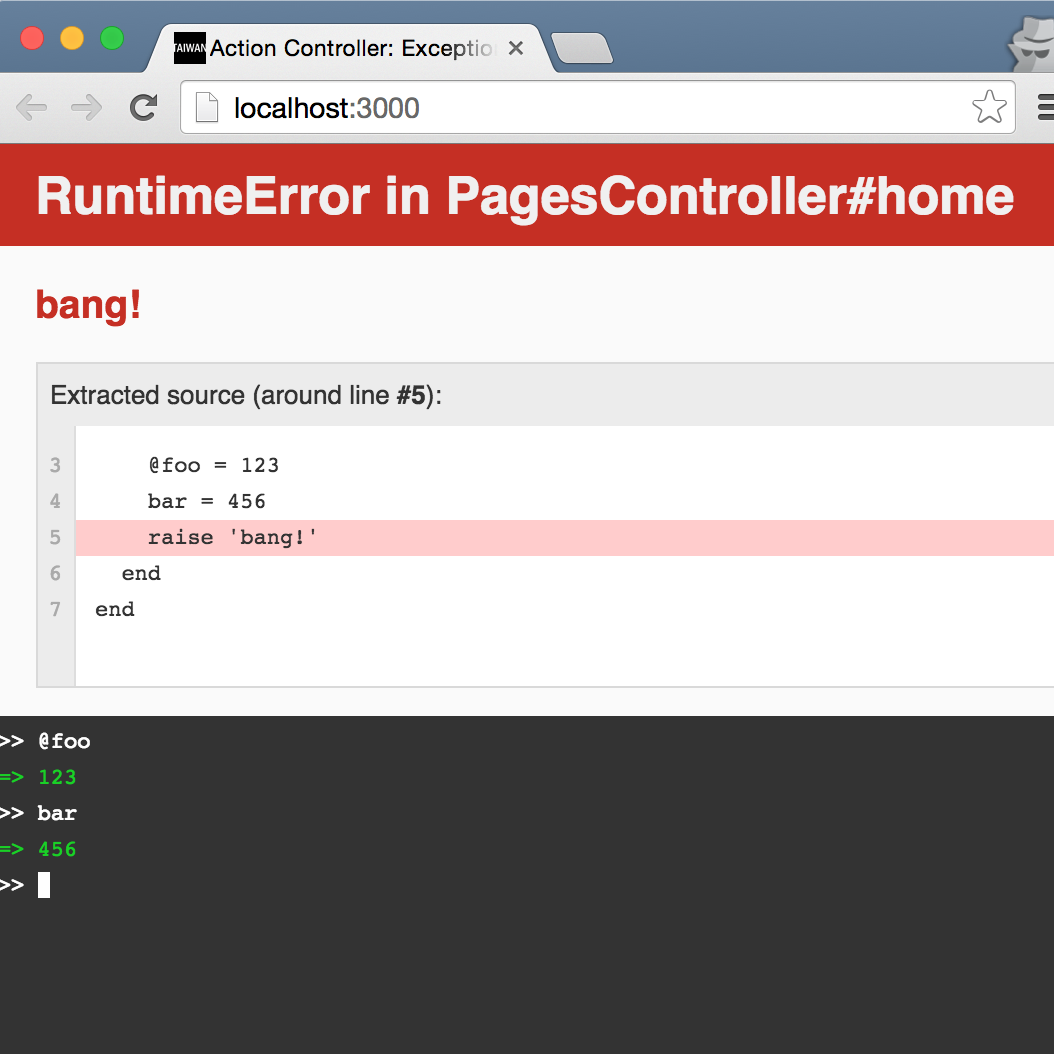 TAIWAN Action Controller: Exceptio
localhost:3000
RuntimeError in PagesController#home
bang!
Extracted source (around line #5):
3 @foo = 123
4 bar = 456
5 raise 'bang!'
6 end
7 end
>> @foo
=> 123
>> bar
=> 456
>>